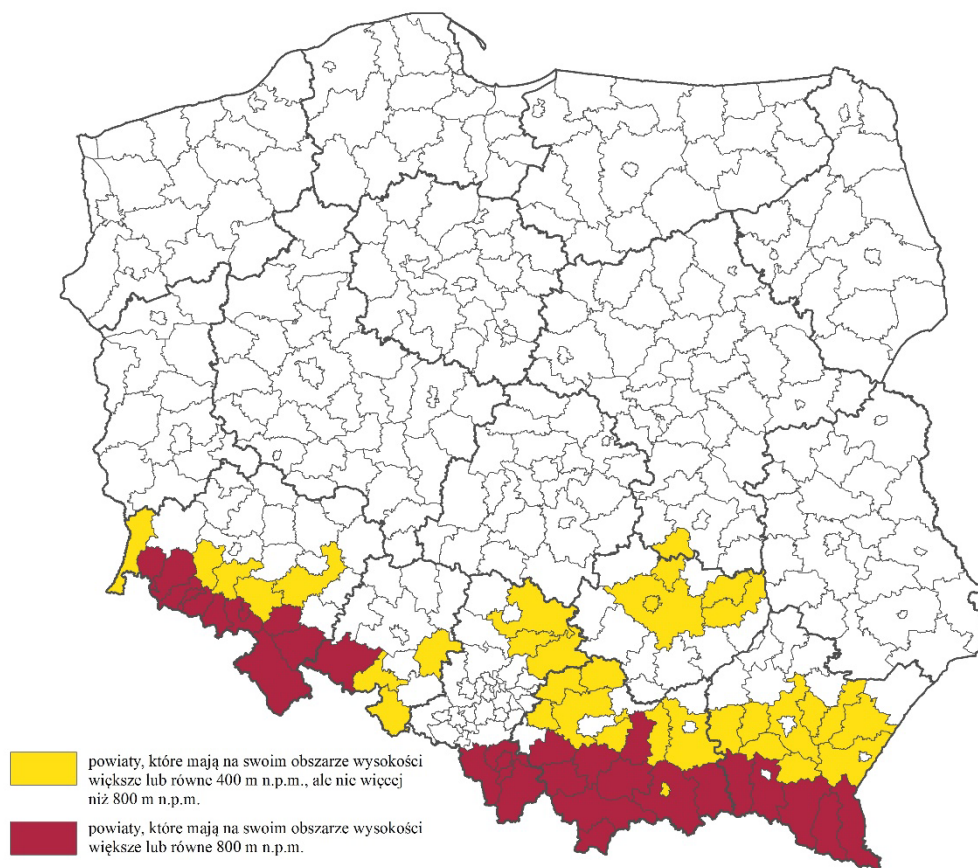 powiaty, które mają na swoim obszarze wysokości
większe lub równe 400 m n.p.m., ale nie więcej
niż 800 m n.p.m.
powiaty, które mają na swoim obszarze wysokości
większe lub równe 800 m n.p.m.